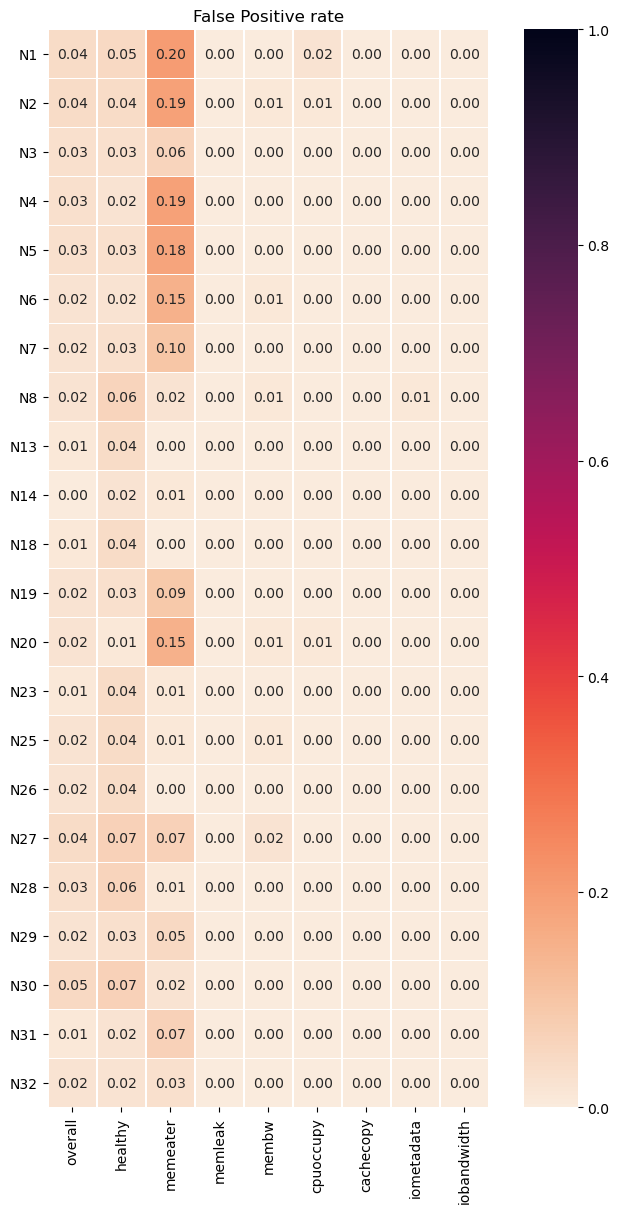 False Positive rate
N1 0.04 0.05 0.20 0.00 0.00 0.02 0.00 0.00 0.00
N2 0.04 0.04 0.19 0.00 0.01 0.01 0.00 0.00 0.00
N3 0.03 0.03 0.06 0.00 0.00 0.00 0.00 0.00 0.00
N4 0.03 0.02 0.19 0.00 0.00 0.00 0.00 0.00 0.00
N5 0.03 0.03 0.18 0.00 0.00 0.00 0.00 0.00 0.00
N6 0.02 0.02 0.15 0.00 0.01 0.00 0.00 0.00 0.00
N7 0.02 0.03 0.10 0.00 0.00 0.00 0.00 0.00 0.00
N8 0.02 0.06 0.02 0.00 0.01 0.00 0.00 0.01 0.00
N13 0.01 0.04 0.00 0.00 0.00 0.00 0.00 0.00 0.00
N14 0.00 0.02 0.01 0.00 0.00 0.00 0.00 0.00 0.00
N18 0.01 0.04 0.00 0.00 0.00 0.00 0.00 0.00 0.00
N19 0.02 0.03 0.09 0.00 0.00 0.00 0.00 0.00 0.00
N20 0.02 0.01 0.15 0.00 0.01 0.01 0.00 0.00 0.00
N23 0.01 0.04 0.01 0.00 0.00 0.00 0.00 0.00 0.00
N25 0.02 0.04 0.01 0.00 0.01 0.00 0.00 0.00 0.00
N26 0.02 0.04 0.00 0.00 0.00 0.00 0.00 0.00 0.00
N27 0.04 0.07 0.07 0.00 0.02 0.00 0.00 0.00 0.00
N28 0.03 0.06 0.01 0.00 0.00 0.00 0.00 0.00 0.00
N29 0.02 0.03 0.05 0.00 0.00 0.00 0.00 0.00 0.00
N30 0.05 0.07 0.02 0.00 0.00 0.00 0.00 0.00 0.00
N31 0.01 0.02 0.07 0.00 0.00 0.00 0.00 0.00 0.00
N32 0.02 0.02 0.03 0.00 0.00 0.00 0.00 0.00 0.00
overall healthy memeater memleak membw cpuoccupy cachecopy iometadata iobandwidth
1.0
0.8
0.6
0.4
0.2
0.0